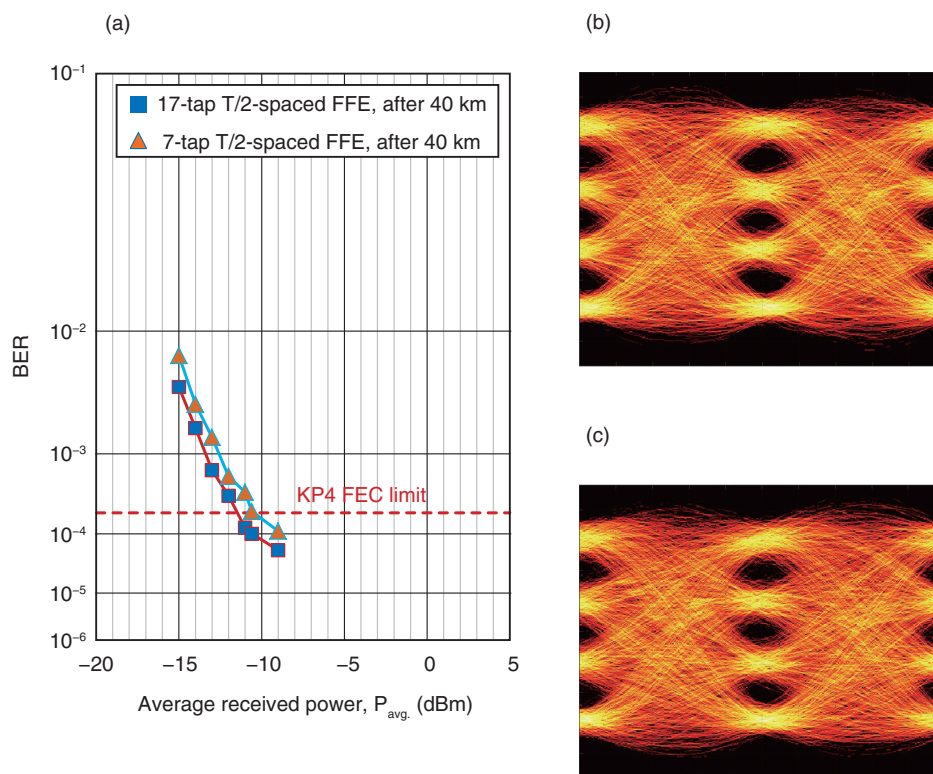 (a)
10⁻¹
17-tap T/2-spaced FFE, after 40 km
7-tap T/2-spaced FFE, after 40 km
10⁻²
BER
10⁻³
KP4 FEC limit
10⁻⁴
10⁻⁵
10⁻⁶
−20 −15 −10 −5 0 5
Average received power, P avg. (dBm)
(b)
(c)